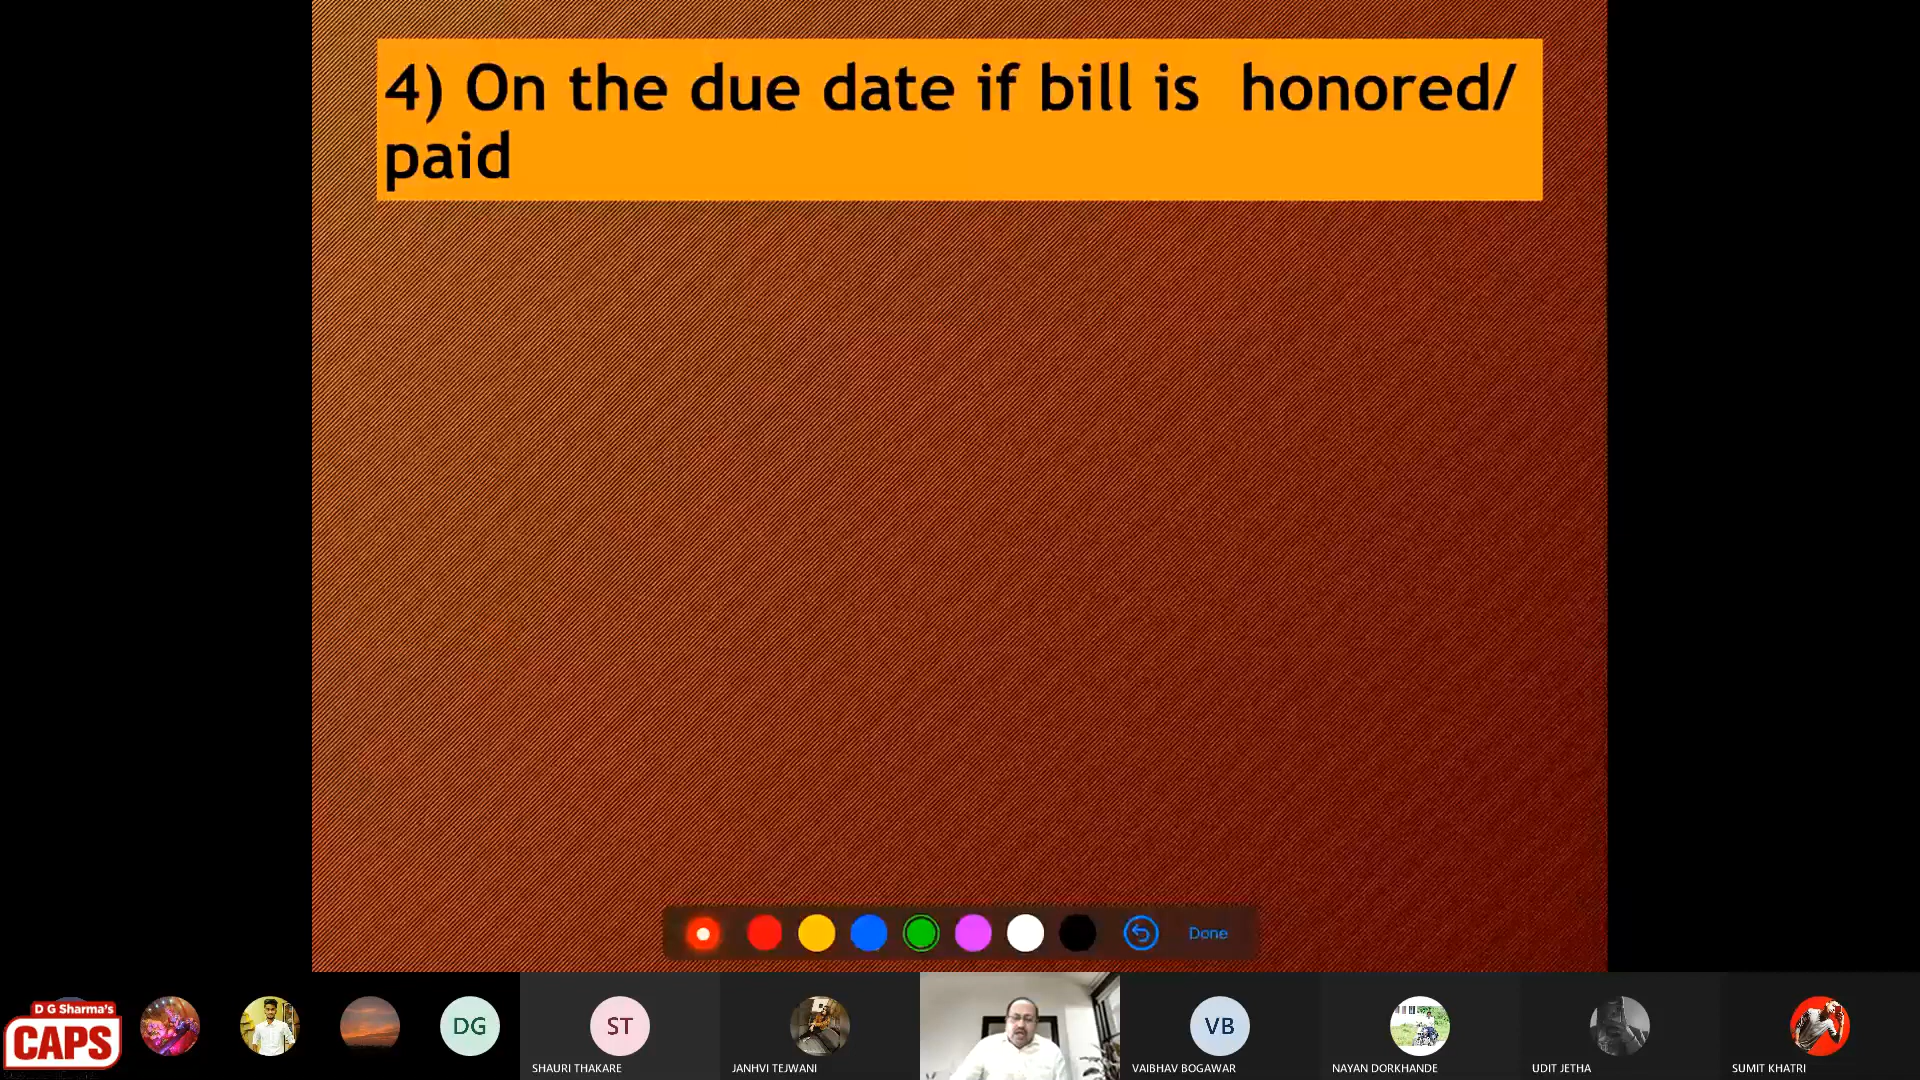 4) On the due date if bill is honored/
paid
Done
D G Sharma's
CAPS
DG
ST
VB
SHAURI THAKARE
JANHVI TEJWANI
VAIBHAV BOGAWAR
NAYAN DORKHANDE
UDIT JETHA
SUMIT KHATRI